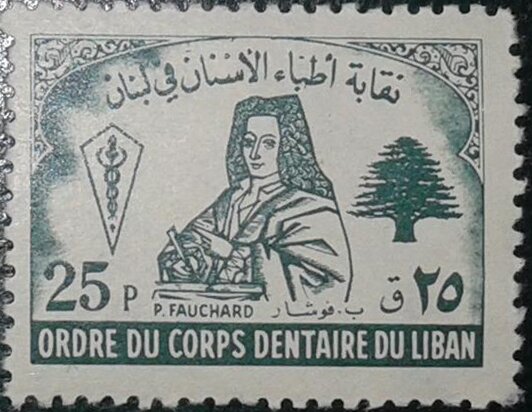 نقابة أطباء الأسنان في لبنان
25 P
٢٥ ق
P. FAUCHARD ب. فوشار
ORDRE DU CORPS DENTAIRE DU LIBAN